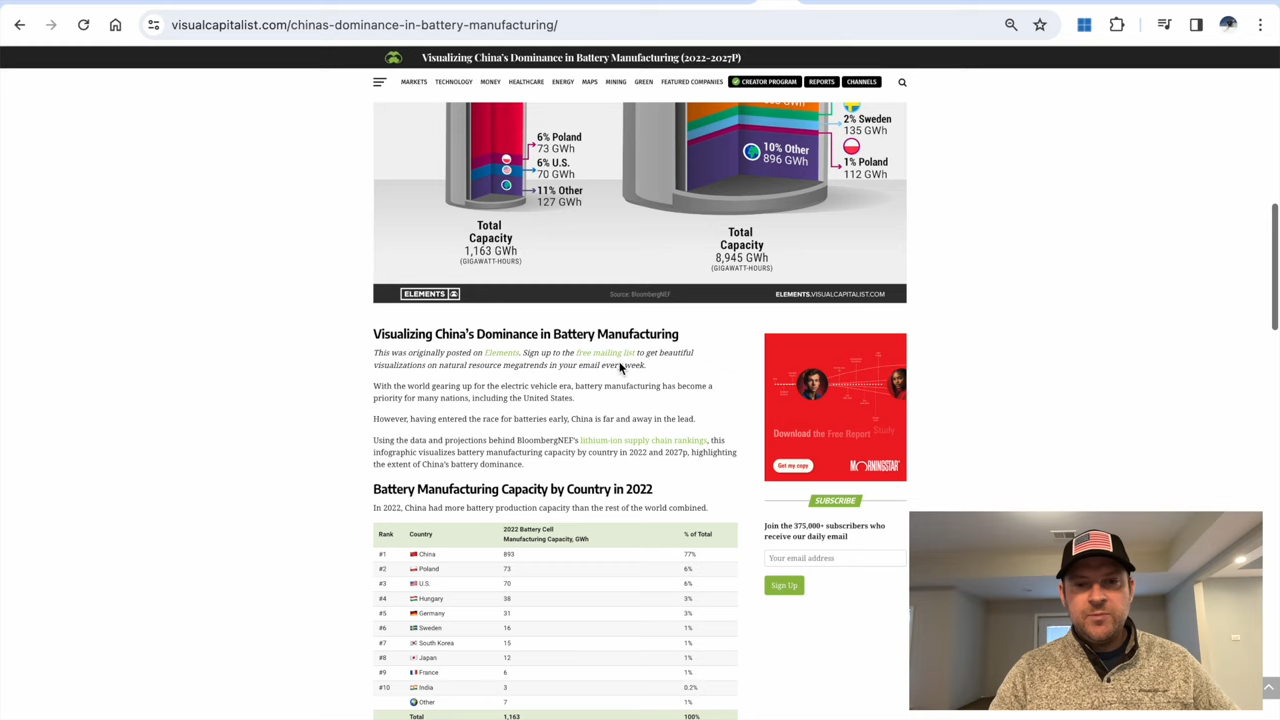 visualcapitalist.com/chinas-dominance-in-battery-manufacturing/
Visualizing China's Dominance in Battery Manufacturing (2022-2027P)
MARKETS TECHNOLOGY MONEY HEALTHCARE ENERGY MAPS MINING GREEN FEATURED COMPANIES CREATOR PROGRAM REPORTS CHANNELS
6% Poland
73 GWh
6% U.S.
70 GWh
11% Other
127 GWh
Total
Capacity
1,163 GWh
(GIGAWATT-HOURS)
2% Sweden
135 GWh
10% Other
896 GWh
1% Poland
112 GWh
Total
Capacity
8,945 GWh
(GIGAWATT-HOURS)
ELEMENTS
Source: BloombergNEF
ELEMENTS.VISUALCAPITALIST.COM
Visualizing China's Dominance in Battery Manufacturing
This was originally posted on Elements. Sign up to the free mailing list to get beautiful
visualizations on natural resource megatrends in your email every week.
With the world gearing up for the electric vehicle era, battery manufacturing has become a
priority for many nations, including the United States.
However, having entered the race for batteries early, China is far and away in the lead.
Using the data and projections behind BloombergNEF's lithium-ion supply chain rankings, this
infographic visualizes battery manufacturing capacity by country in 2022 and 2027p, highlighting
the extent of China's battery dominance.
Battery Manufacturing Capacity by Country in 2022
In 2022, China had more battery production capacity than the rest of the world combined.
Rank Country 2022 Battery Cell
Manufacturing Capacity, GWh % of Total
#1 China 893 77%
#2 Poland 73 6%
#3 U.S. 70 6%
#4 Hungary 38 3%
#5 Germany 31 3%
#6 Sweden 16 1%
#7 South Korea 15 1%
#8 Japan 12 1%
#9 France 6 1%
#10 India 3 0.2%
Other 7 1%
Total 1,163 100%
Download the Free Report Study
Get my copy
MORNINGSTAR
SUBSCRIBE
Join the 375,000+ subscribers who
receive our daily email
Your email address
Sign Up